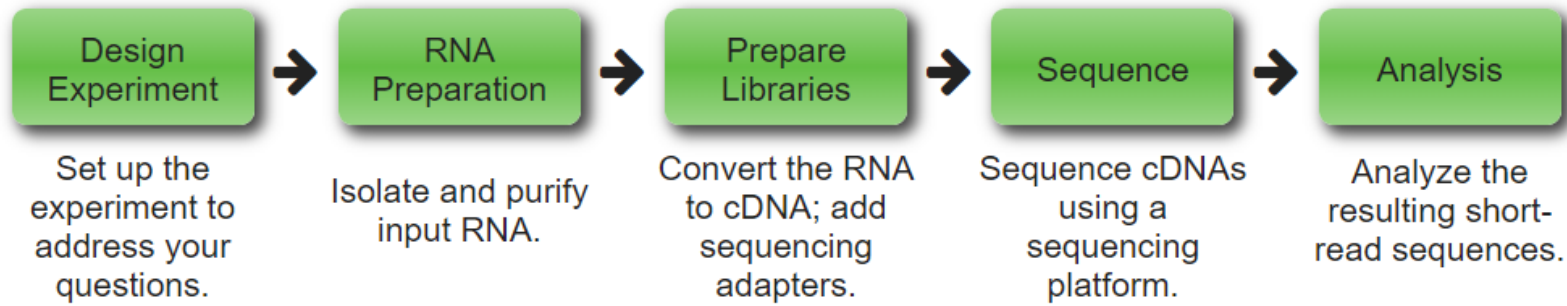 Design
Experiment
RNA
Preparation
Prepare
Libraries
Sequence
Analysis
Set up the
experiment to
address your
questions.
Isolate and purify
input RNA.
Convert the RNA
to cDNA; add
sequencing
adapters.
Sequence cDNAs
using a
sequencing
platform.
Analyze the
resulting short-
read sequences.